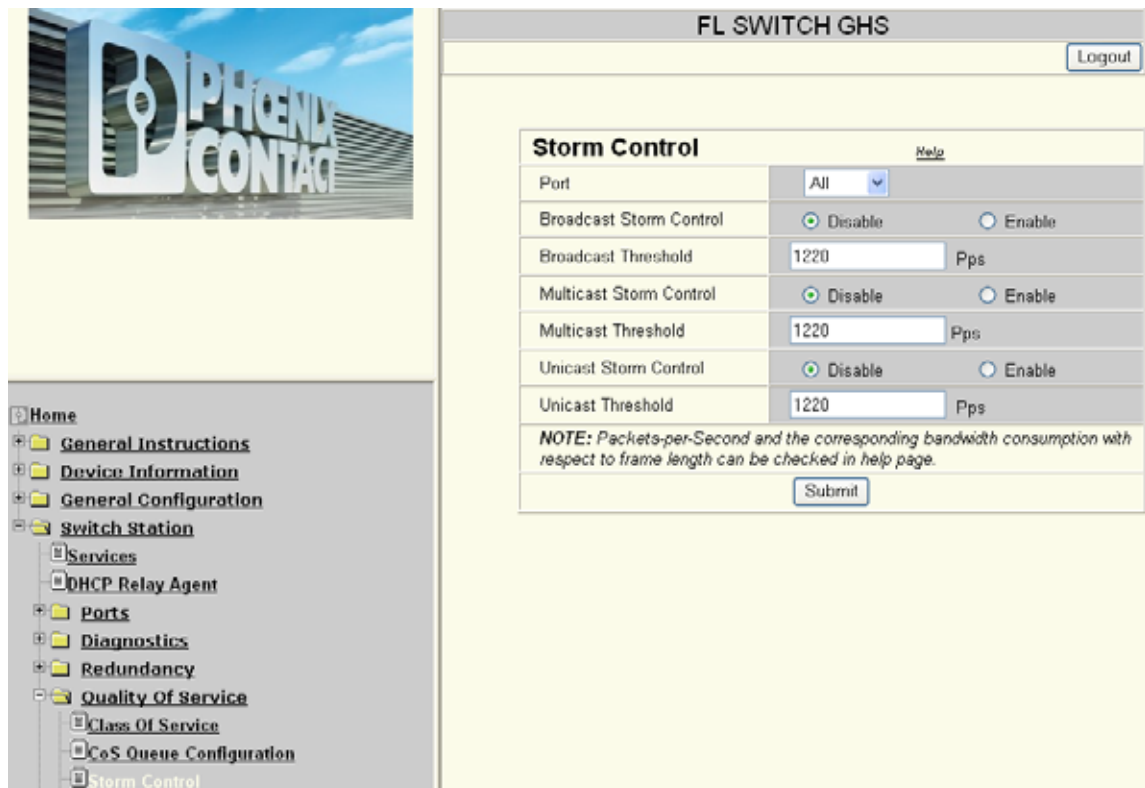 PHŒNIX
CONTACT
FL SWITCH GHS
Logout
Storm Control
Help
Port
All
Broadcast Storm Control
Disable
Enable
Broadcast Threshold
1220
Pps
Multicast Storm Control
Disable
Enable
Multicast Threshold
1220
Pps
Unicast Storm Control
Disable
Enable
Unicast Threshold
1220
Pps
NOTE: Packets-per-Second and the corresponding bandwidth consumption with
respect to frame length can be checked in help page.
Submit
Home
General Instructions
Device Information
General Configuration
Switch Station
Services
DHCP Relay Agent
Ports
Diagnostics
Redundancy
Quality Of Service
Class Of Service
CoS Queue Configuration
Storm Control